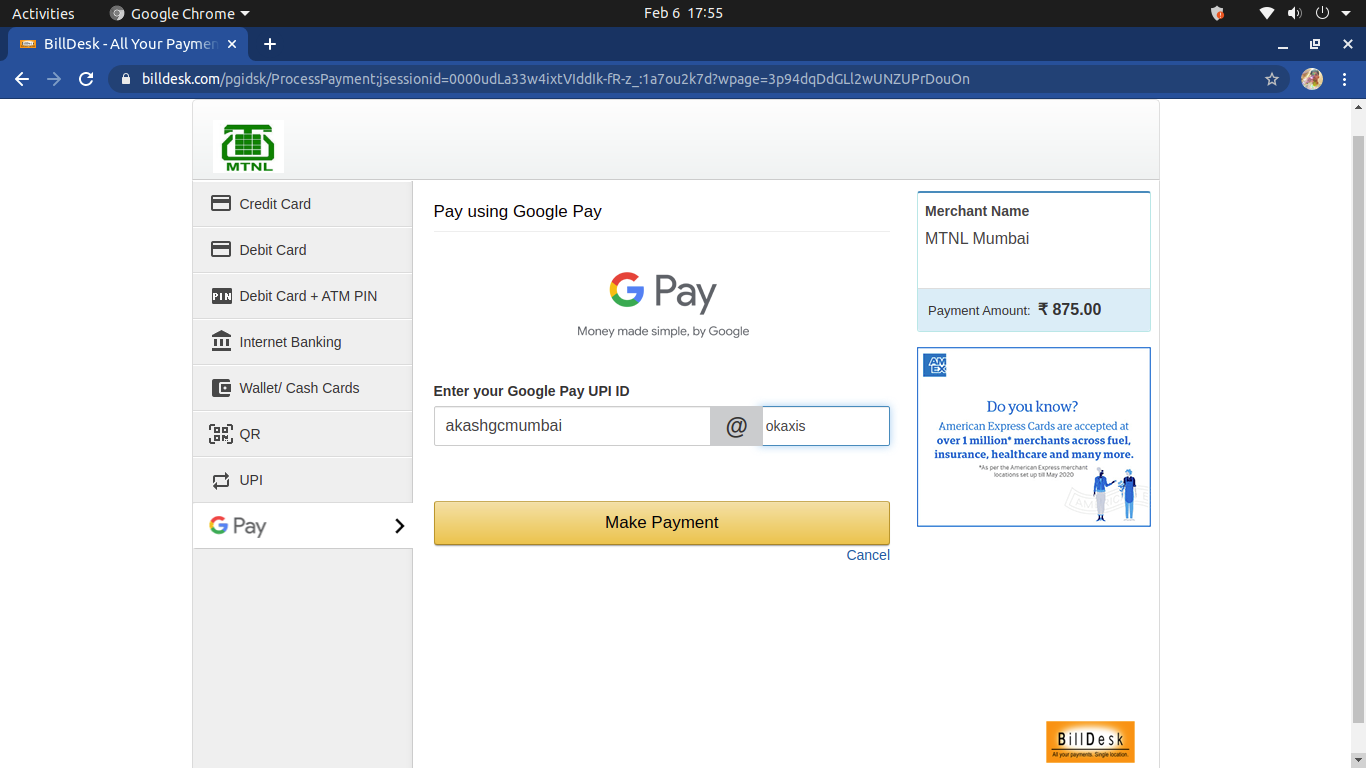 Activities
Google Chrome
Feb 6 17:55
BillDesk - All Your Paymen
billdesk.com/pgidsk/ProcessPayment;jsessionid=0000udLa33w4ixtVIddIk-fR-z_:1a7ou2k7d?wpage=3p94dqDdGLl2wUNZUPrDouOn
MTNL
Credit Card
Debit Card
PIN Debit Card + ATM PIN
Internet Banking
Wallet/ Cash Cards
QR
UPI
G Pay
Pay using Google Pay
G Pay
Money made simple, by Google
Enter your Google Pay UPI ID
akashgcmumbai @ okaxis
Make Payment
Cancel
Merchant Name
MTNL Mumbai
Payment Amount: ₹ 875.00
AM
EX
Do you know?
American Express Cards are accepted at
over 1 million* merchants across fuel,
insurance, healthcare and many more.
*As per the American Express merchant
locations set up till May 2020
BillDesk
All your payments. Single location.